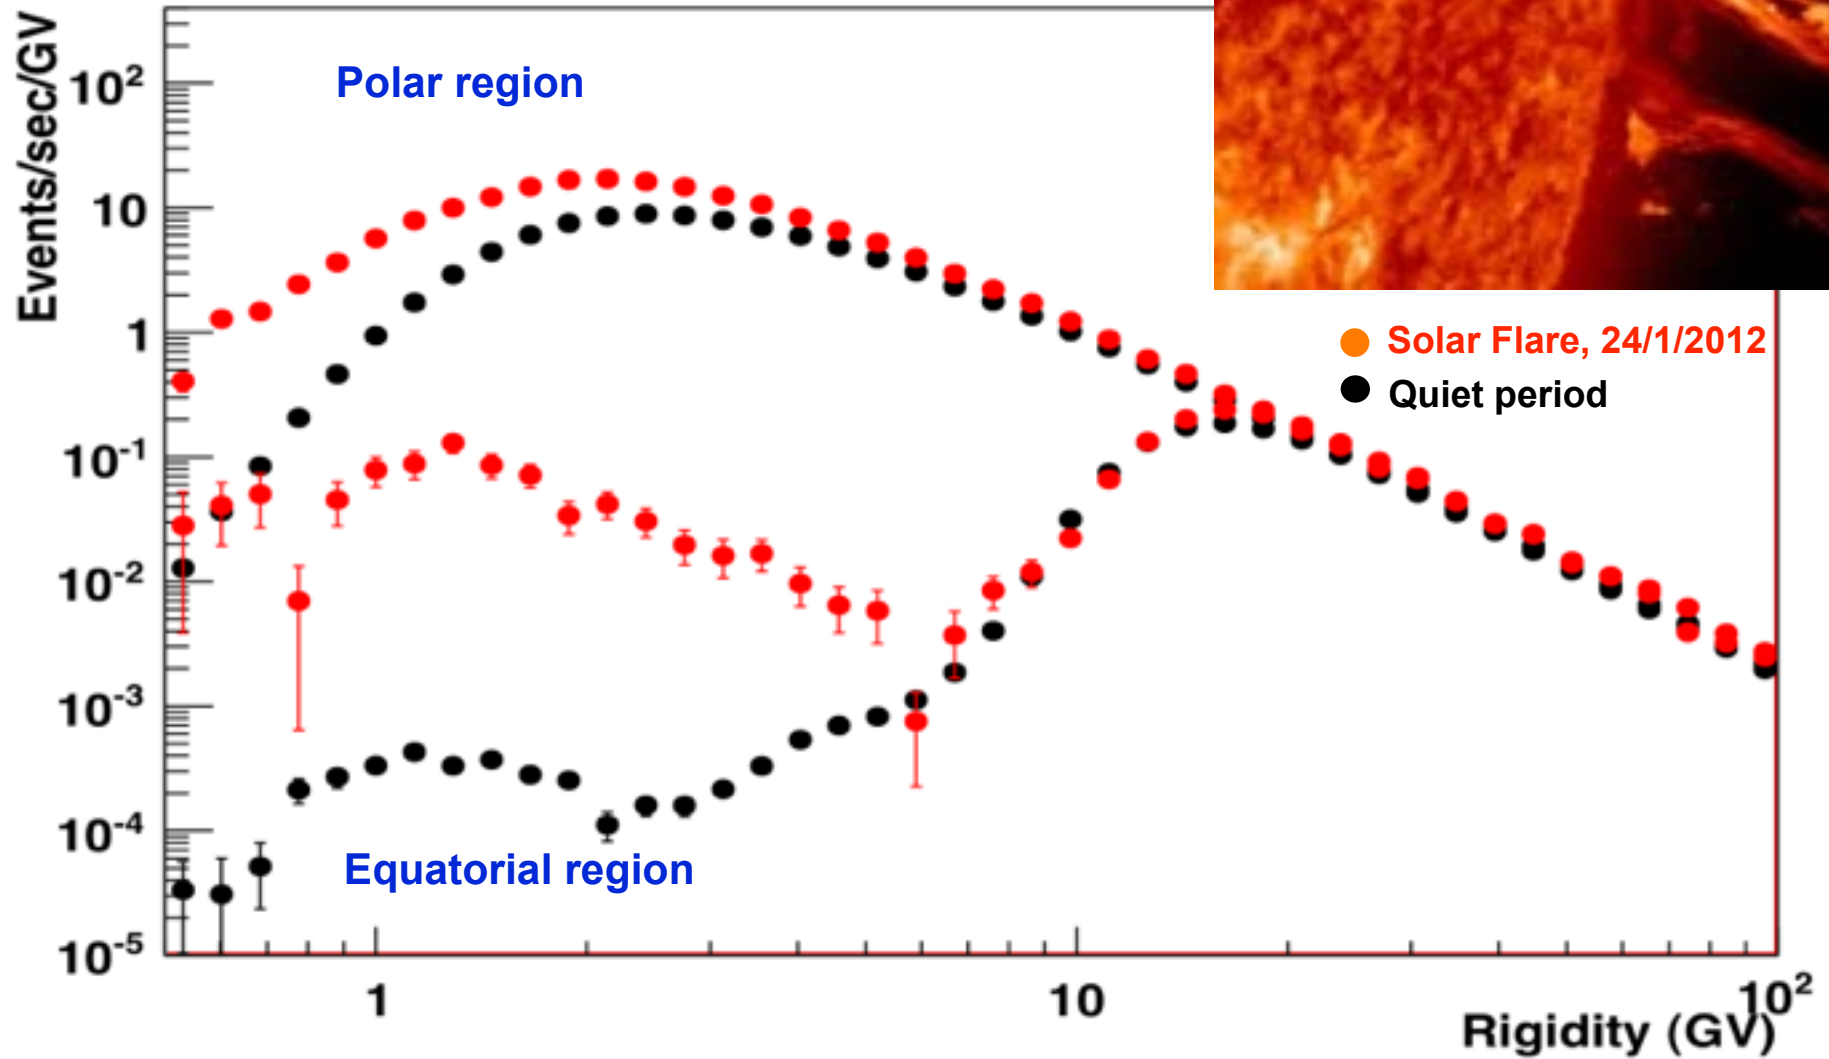 Events/sec/GV
10²
10
1
10⁻¹
10⁻²
10⁻³
10⁻⁴
10⁻⁵
Polar region
Solar Flare, 24/1/2012
Quiet period
Equatorial region
1
10
10²
Rigidity (GV)